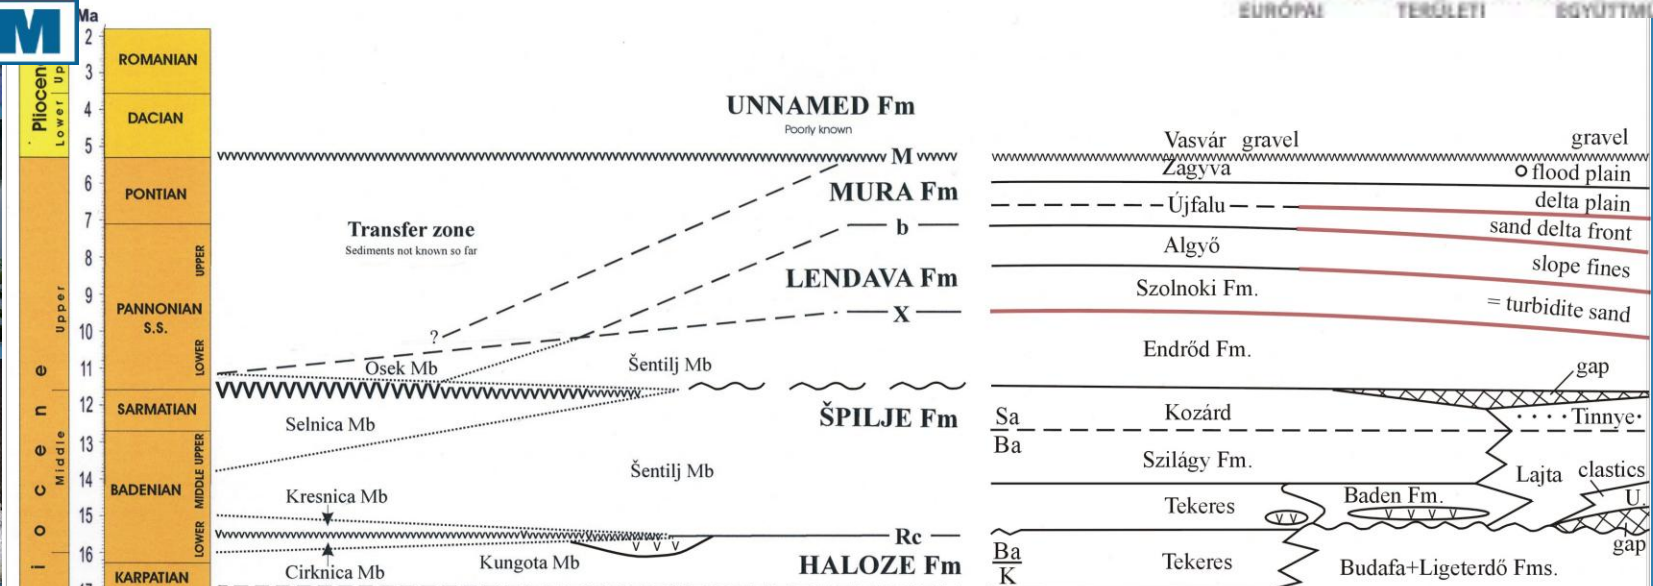 M
Ma
EURÓPAI TERÜLETI
2
3
4
5
6
7
8
9
10
11
12
13
14
15
16
Lower
Upper
Middle
iocene
ROMANIAN
DACIAN
PONTIAN
UPPER
PANNONIAN
S.S.
LOWER
SARMATIAN
MIDDLE UPPER
BADENIAN
LOWER
KARPATIAN
UNNAMED Fm
Poorly known
M
MURA Fm
Transfer zone
Sediments not known so far
b
LENDAVA Fm
X
?
Osek Mb
Šentilj Mb
Selnica Mb
ŠPILJE Fm
Šentilj Mb
Kresnica Mb
Rc
Cirknica Mb
Kungota Mb
v v v
HALOZE Fm
Vasvár gravel
gravel
Zagyva
flood plain
Újfalu
delta plain
sand delta front
Algyő
slope fines
Szolnoki Fm.
= turbidite sand
Endrőd Fm.
gap
Sa
Kozárd
Tinnye
Ba
Szilágy Fm.
Lajta
clastics
Tekeres
Baden Fm.
U.
v v
v v v v
gap
Ba
K
Tekeres
Budafa+Ligeterdő Fms.